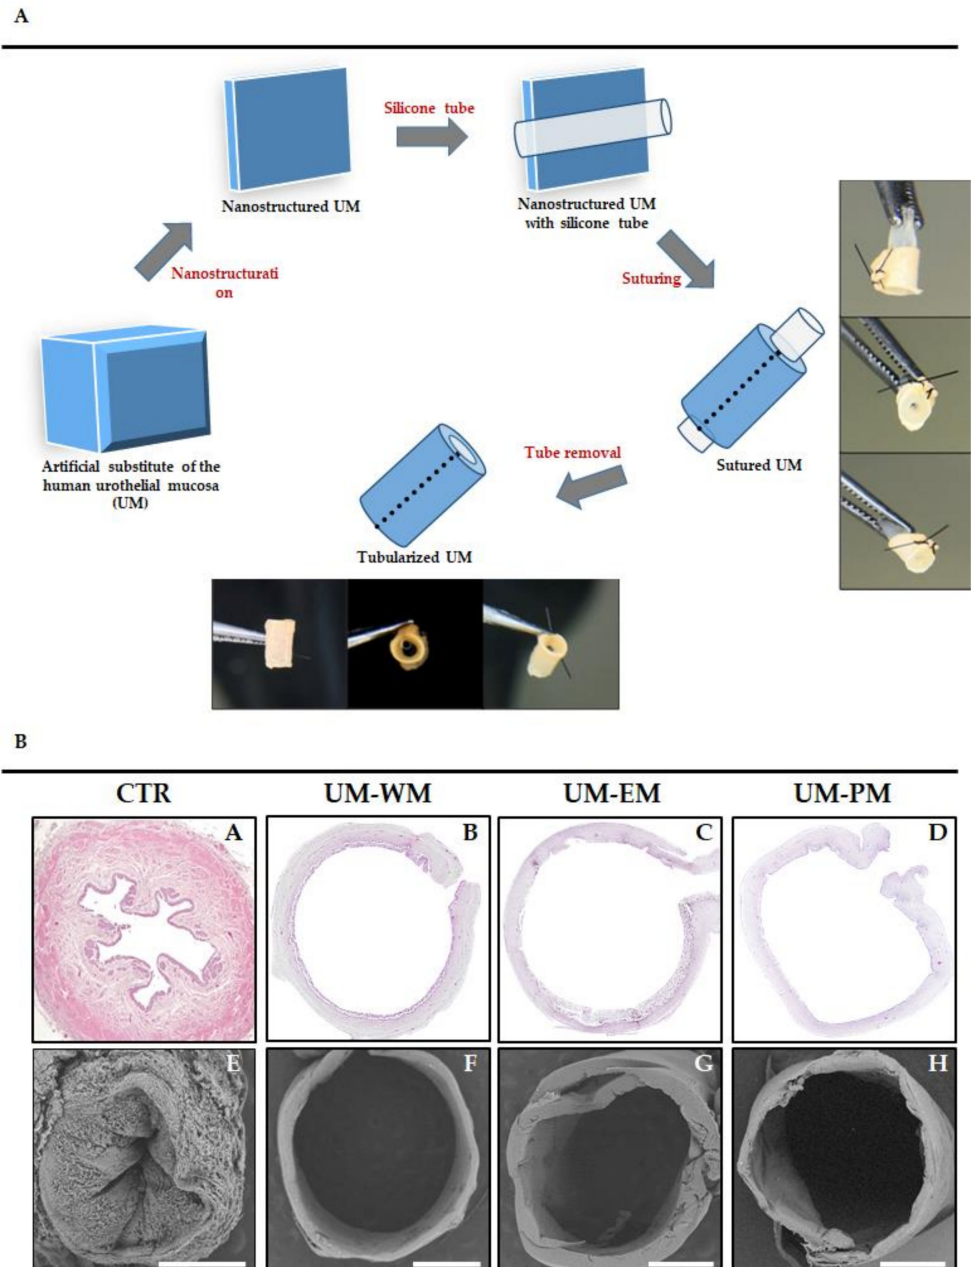 A
Silicone tube
Nanostructured UM
Nanostructured UM
with silicone tube
Nanostructurati
on
Suturing
Artificial substitute of the
human urothelial mucosa
(UM)
Tube removal
Sutured UM
Tubularized UM
B
CTR UM-WM UM-EM UM-PM
A B C D
E F G H